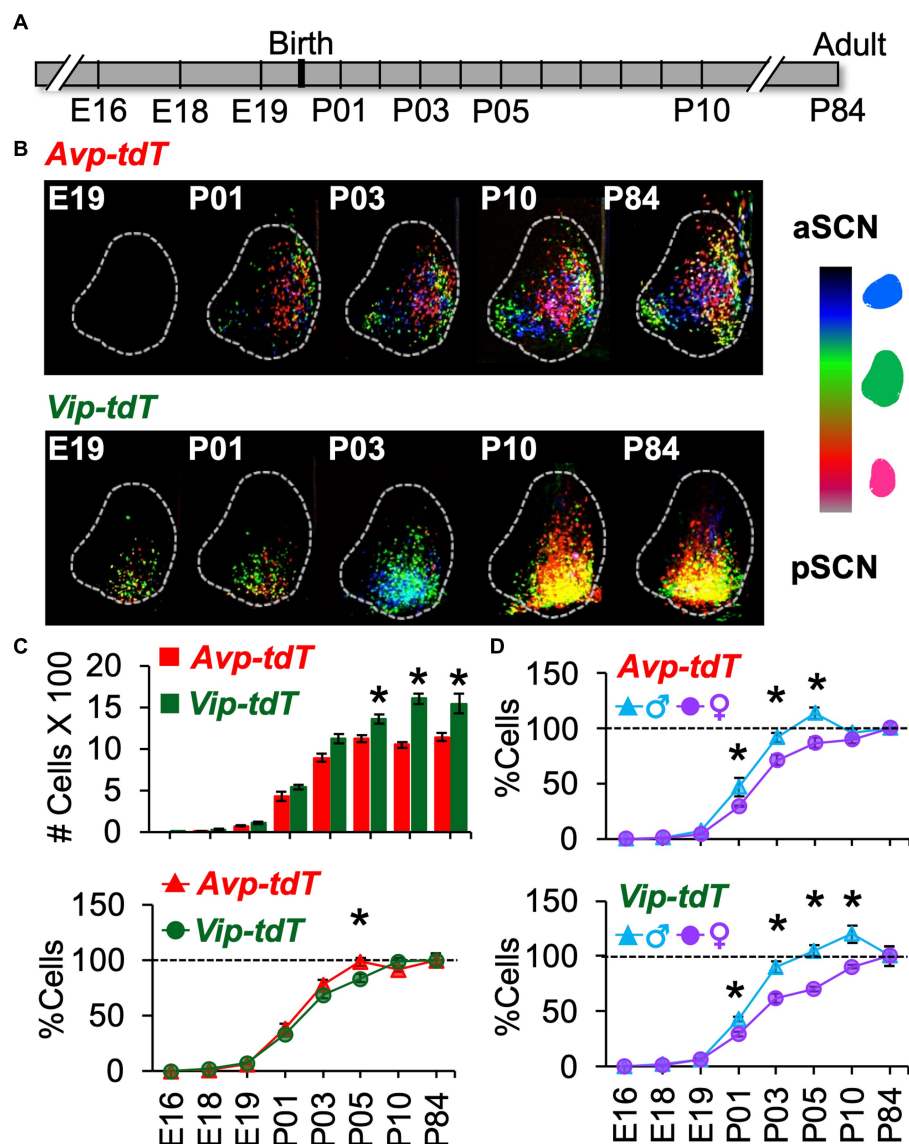 A
Birth
Adult
E16 E18 E19 P01 P03 P05 P10 P84
B
Avp-tdT
E19 P01 P03 P10 P84
aSCN
Vip-tdT
E19 P01 P03 P10 P84
pSCN
C
# Cells X 100
20
15
10
5
0
Avp-tdT
Vip-tdT
* * *
%Cells
150
100
50
0
Avp-tdT
Vip-tdT
*
E16 E18 E19 P01 P03 P05 P10 P84
D
Avp-tdT
♂ ♀
%Cells
150
100
50
0
* * *
Vip-tdT
♂ ♀
%Cells
150
100
50
0
* * * *
E16 E18 E19 P01 P03 P05 P10 P84